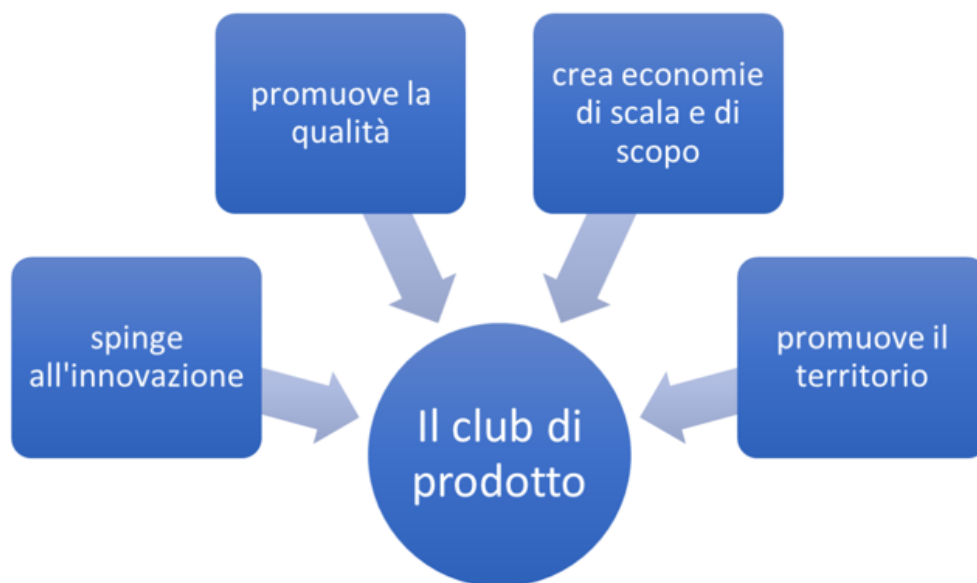 promuove la
qualità
crea economie
di scala e di
scopo
spinge
all'innovazione
promuove il
territorio
Il club di
prodotto